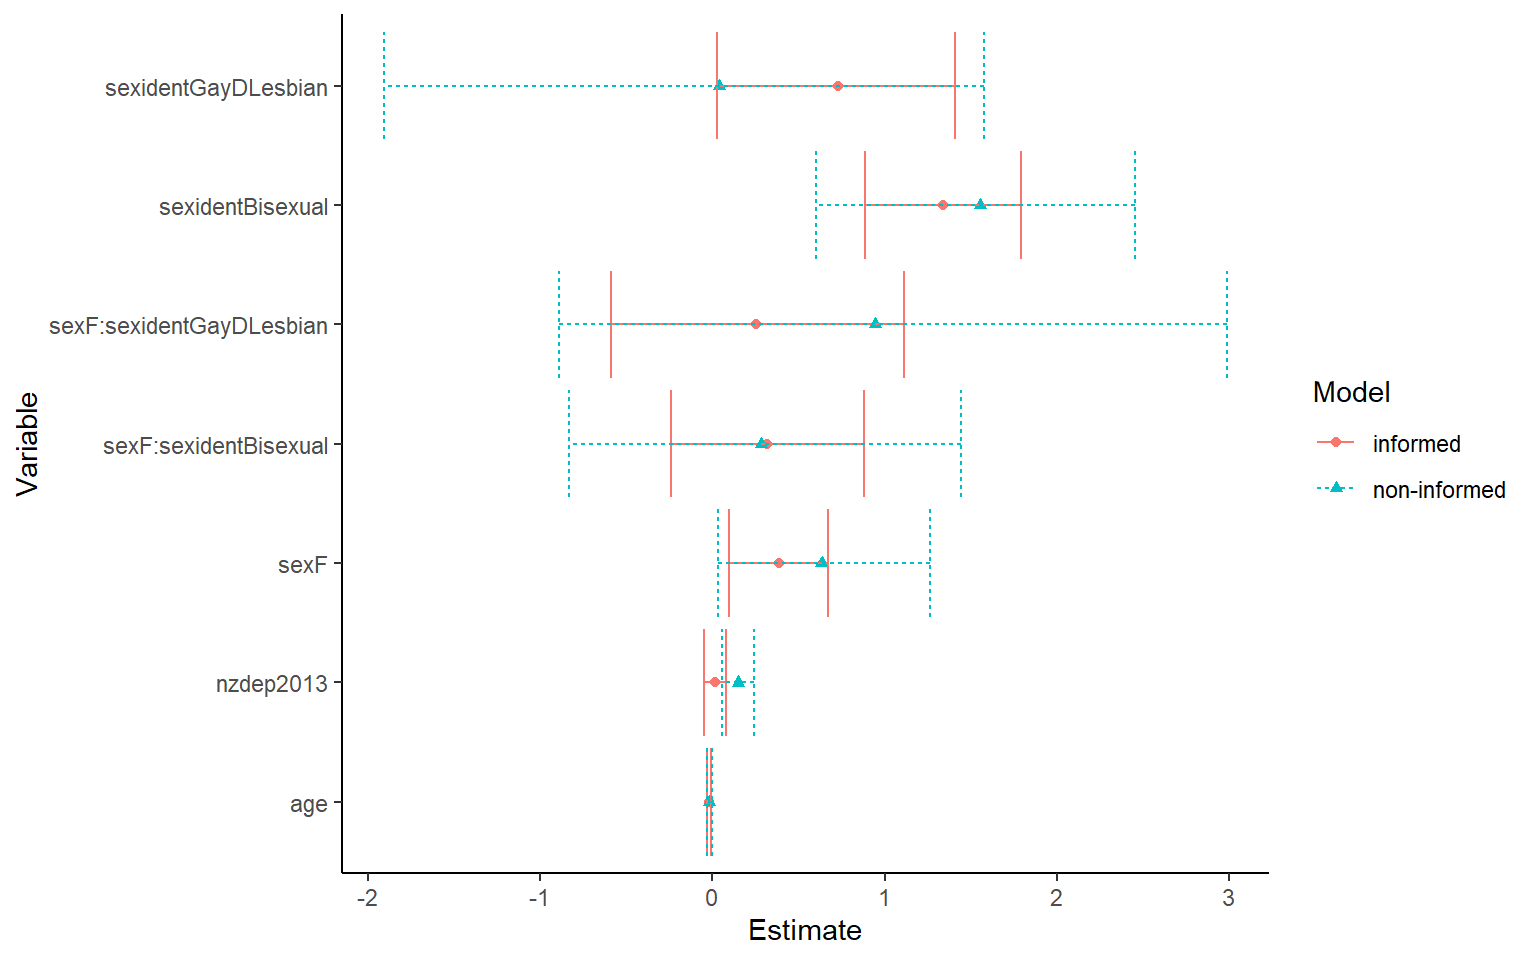 sexidentGayDLesbian
sexidentBisexual
sexF:sexidentGayDLesbian
sexF:sexidentBisexual
sexF
nzdep2013
age
Variable
-2 -1 0 1 2 3
Estimate
Model
informed
non-informed